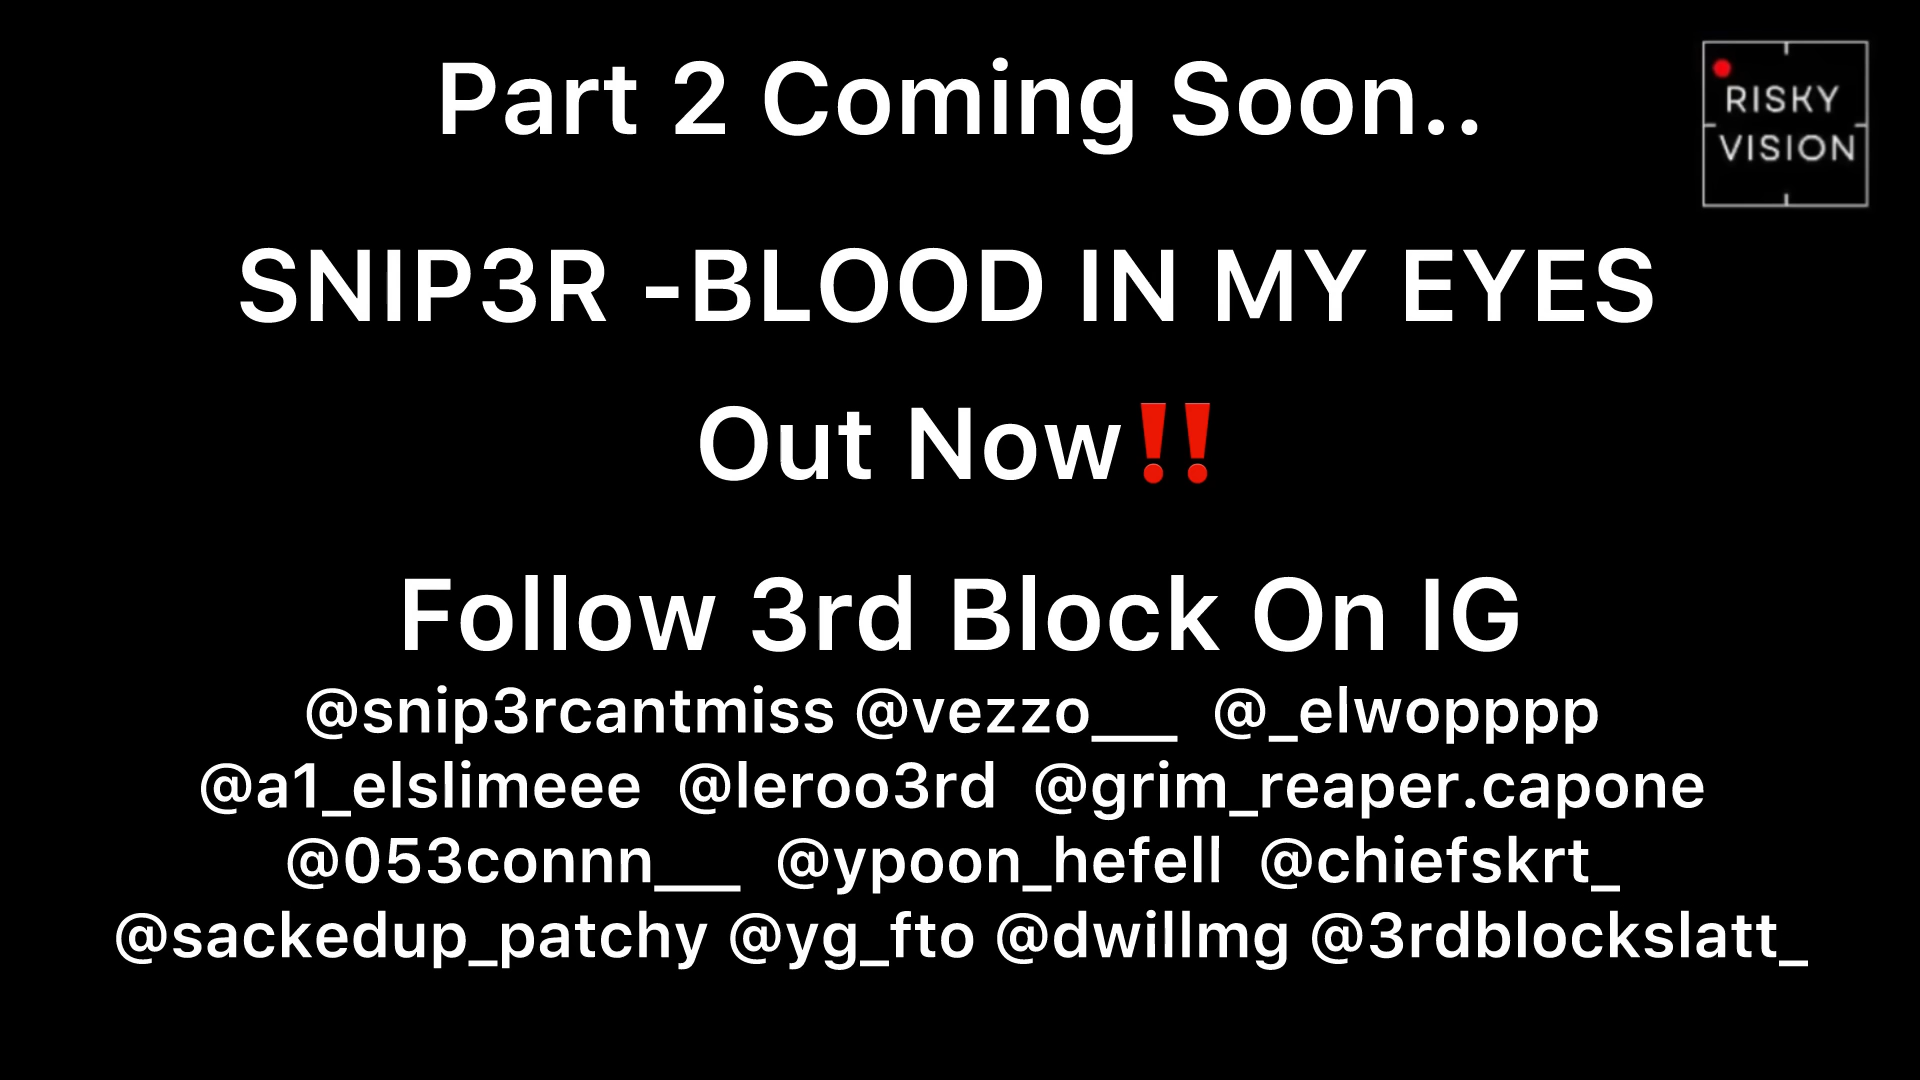 Part 2 Coming Soon..
RISKY
VISION
SNIP3R -BLOOD IN MY EYES
Out Now‼️
Follow 3rd Block On IG
@snip3rcantmiss @vezzo___ @_elwopppp
@a1_elslimeee @leroo3rd @grim_reaper.capone
@053connn___ @ypoon_hefell @chiefskrt_
@sackedup_patchy @yg_fto @dwillmg @3rdblockslatt_